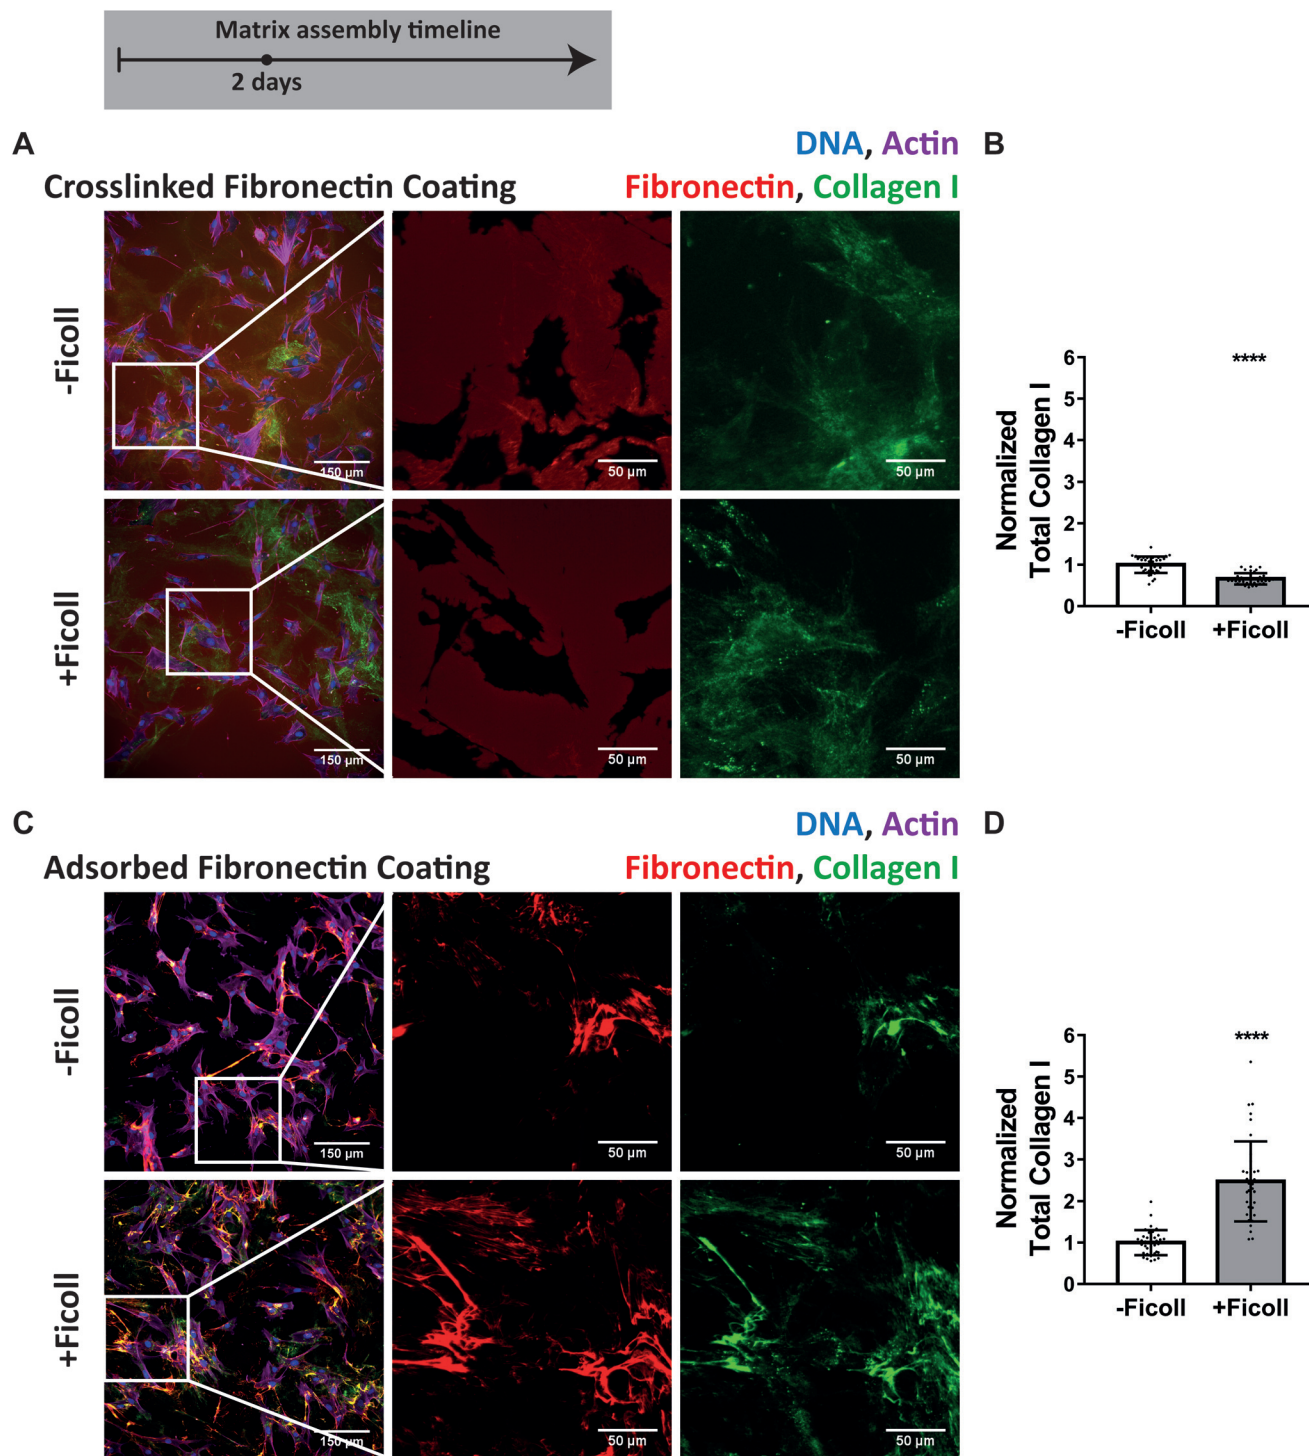 Matrix assembly timeline
2 days
A
DNA, Actin
Crosslinked Fibronectin Coating
Fibronectin, Collagen I
-Ficoll
150 µm
50 µm
50 µm
+Ficoll
150 µm
50 µm
50 µm
B
****
Normalized
Total Collagen I
6
5
4
3
2
1
0
-Ficoll
+Ficoll
C
DNA, Actin
Adsorbed Fibronectin Coating
Fibronectin, Collagen I
-Ficoll
150 µm
50 µm
50 µm
+Ficoll
150 µm
50 µm
50 µm
D
****
Normalized
Total Collagen I
6
5
4
3
2
1
0
-Ficoll
+Ficoll